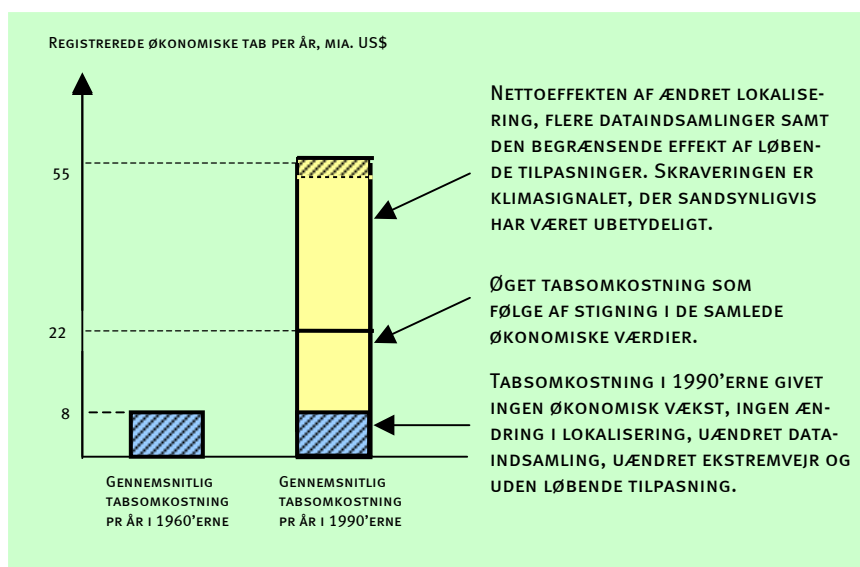 REGISTREREDE ØKONOMISKE TAB PER ÅR, MIA. US$
NETTOEFFEKTEN AF ÆNDRET LOKALISE-
RING, FLERE DATAINDSAMLINGER SAMT
DEN BEGRÆNSENDE EFFEKT AF LØBEN-
DE TILPASNINGER. SKRAVERINGEN ER
KLIMASIGNALET, DER SANDSYNLIGVIS
HAR VÆRET UBETYDELIGT.
55
ØGET TABSOMKOSTNING SOM
FØLGE AF STIGNING I DE SAMLEDE
ØKONOMISKE VÆRDIER.
22
TABSOMKOSTNING I 1990'ERNE GIVET
INGEN ØKONOMISK VÆKST, INGEN ÆN-
DRING I LOKALISERING, UÆNDRET DATA-
INDSAMLING, UÆNDRET EKSTREMVEJR OG
UDEN LØBENDE TILPASNING.
8
GENNEMSNITLIG
TABSOMKOSTNING
PR ÅR I 1960'ERNE
GENNEMSNITLIG
TABSOMKOSTNING
PR ÅR I 1990'ERNE